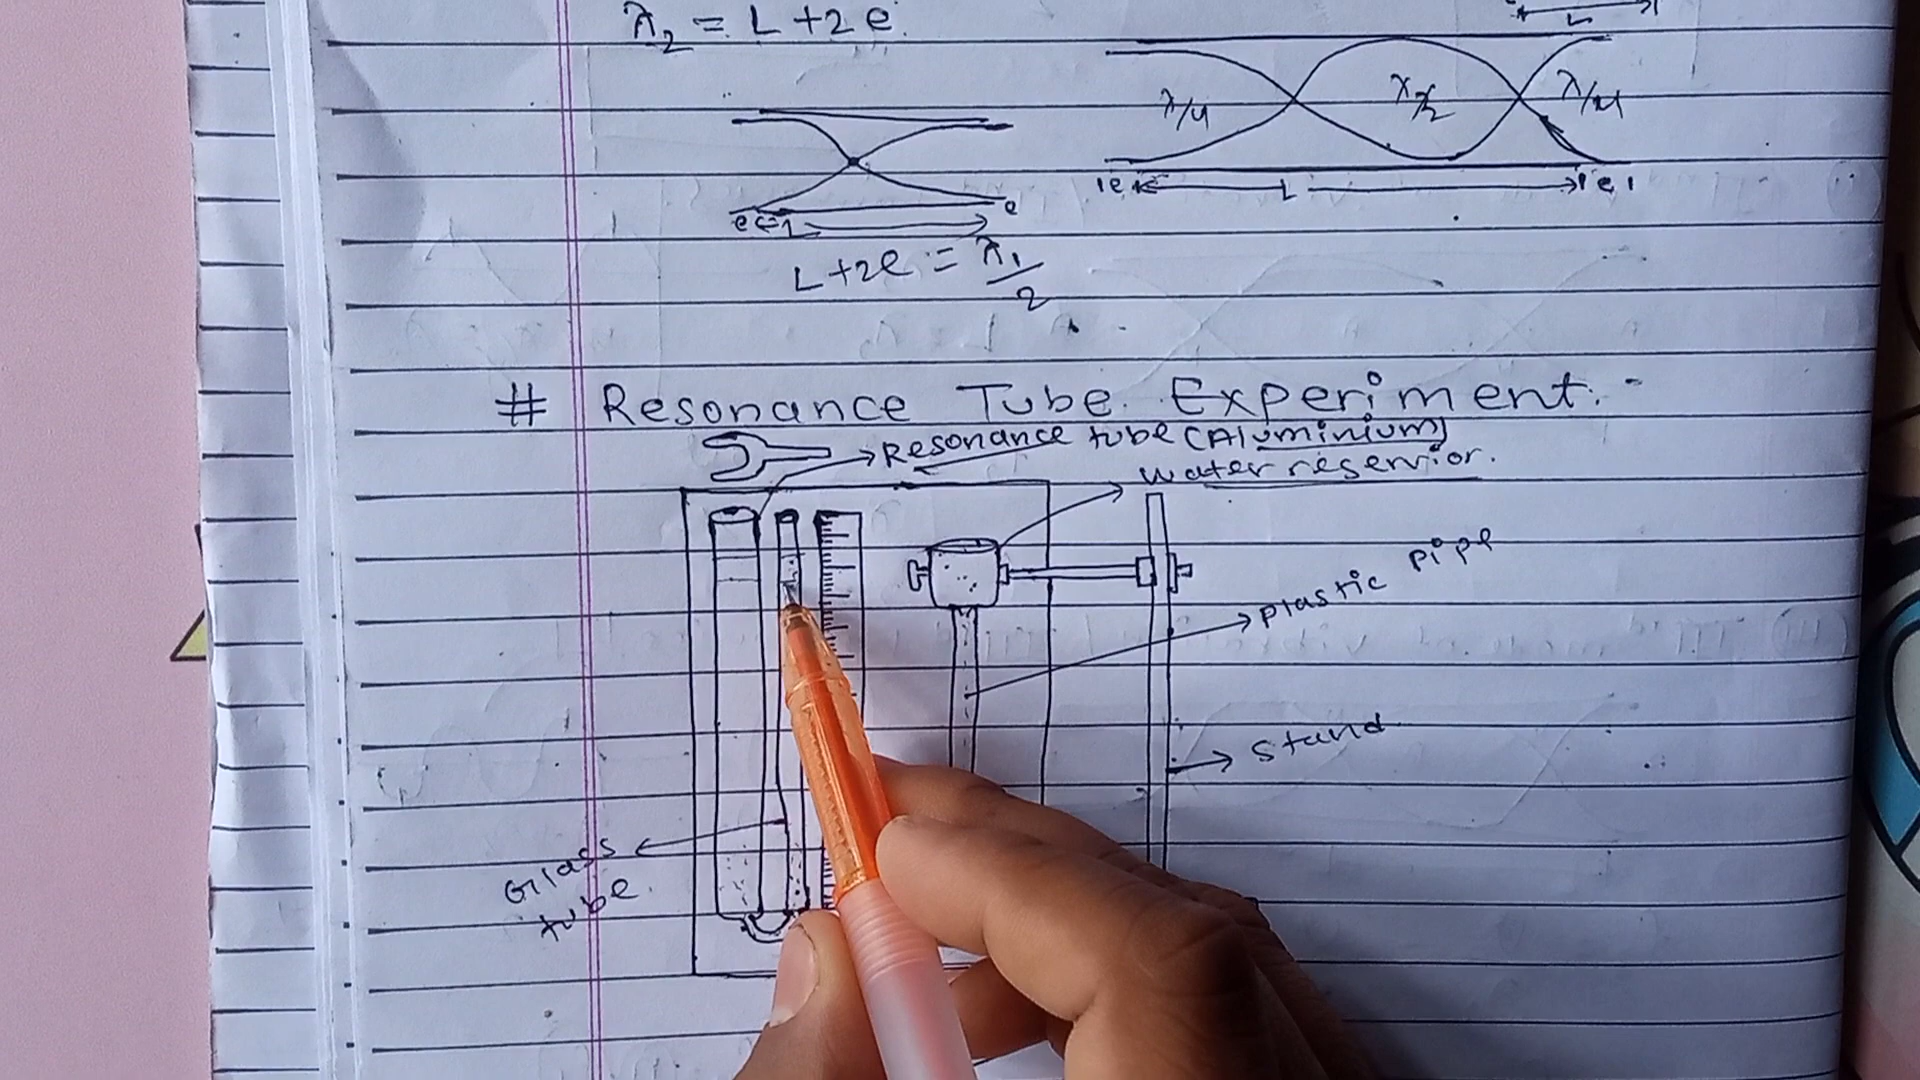 λ₂ = L + 2e
L
λ/4
λ/2
λ/4
e L e
e L e
L + 2e = λ₁/2
# Resonance Tube Experiment :-
Resonance tube (Aluminium)
water reservior.
plastic pipe
stand
Glass
tube.